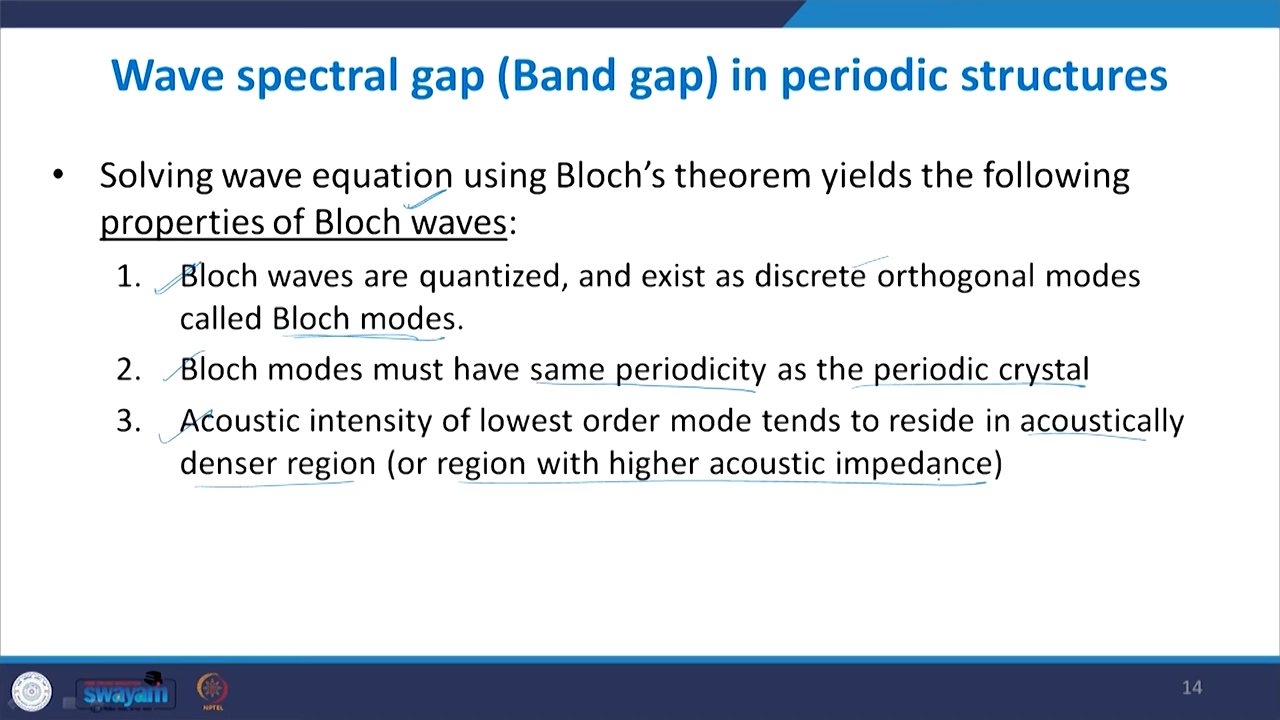 Wave spectral gap (Band gap) in periodic structures
• Solving wave equation using Bloch's theorem yields the following
properties of Bloch waves:
1. Bloch waves are quantized, and exist as discrete orthogonal modes
called Bloch modes.
2. Bloch modes must have same periodicity as the periodic crystal
3. Acoustic intensity of lowest order mode tends to reside in acoustically
denser region (or region with higher acoustic impedance)
swayam
NPTEL
14